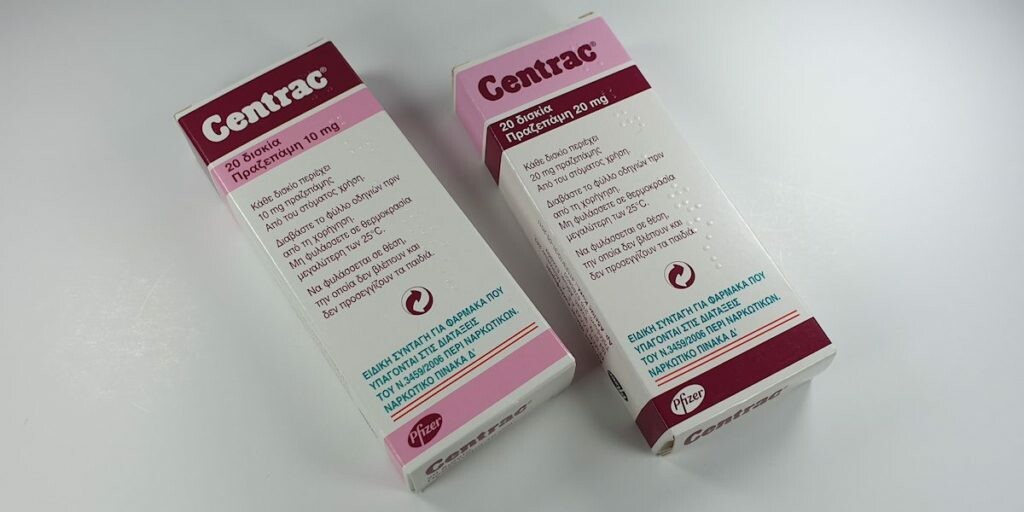 Centrac®
20 δισκία
Πραζεπάμη 10 mg
Κάθε δισκίο περιέχει
10 mg πραζεπάμης
Από του στόματος χρήση.
Διαβάστε το φύλλο οδηγιών πριν
από τη χορήγηση.
Μη φυλάσσετε σε θερμοκρασία
μεγαλύτερη των 25°C.
Να φυλάσσεται σε θέση,
την οποία δεν βλέπουν και
δεν προσεγγίζουν τα παιδιά.
ΕΙΔΙΚΗ ΣΥΝΤΑΓΗ ΓΙΑ ΦΑΡΜΑΚΑ ΠΟΥ
ΥΠΑΓΟΝΤΑΙ ΣΤΙΣ ΔΙΑΤΑΞΕΙΣ
ΤΟΥ Ν.3459/2006 ΠΕΡΙ ΝΑΡΚΩΤΙΚΩΝ.
ΝΑΡΚΩΤΙΚΟ ΠΙΝΑΚΑ Δ'
Pfizer
Centrac
Centrac®
20 δισκία
Πραζεπάμη 20 mg
Κάθε δισκίο περιέχει
20 mg πραζεπάμης
Από του στόματος χρήση.
Διαβάστε το φύλλο οδηγιών πριν
από τη χορήγηση.
Μη φυλάσσετε σε θερμοκρασία
μεγαλύτερη των 25°C.
Να φυλάσσεται σε θέση,
την οποία δεν βλέπουν και
δεν προσεγγίζουν τα παιδιά.
ΕΙΔΙΚΗ ΣΥΝΤΑΓΗ ΓΙΑ ΦΑΡΜΑΚΑ ΠΟΥ
ΥΠΑΓΟΝΤΑΙ ΣΤΙΣ ΔΙΑΤΑΞΕΙΣ
ΤΟΥ Ν.3459/2006 ΠΕΡΙ ΝΑΡΚΩΤΙΚΩΝ.
ΝΑΡΚΩΤΙΚΟ ΠΙΝΑΚΑ Δ'
Pfizer
Centrac